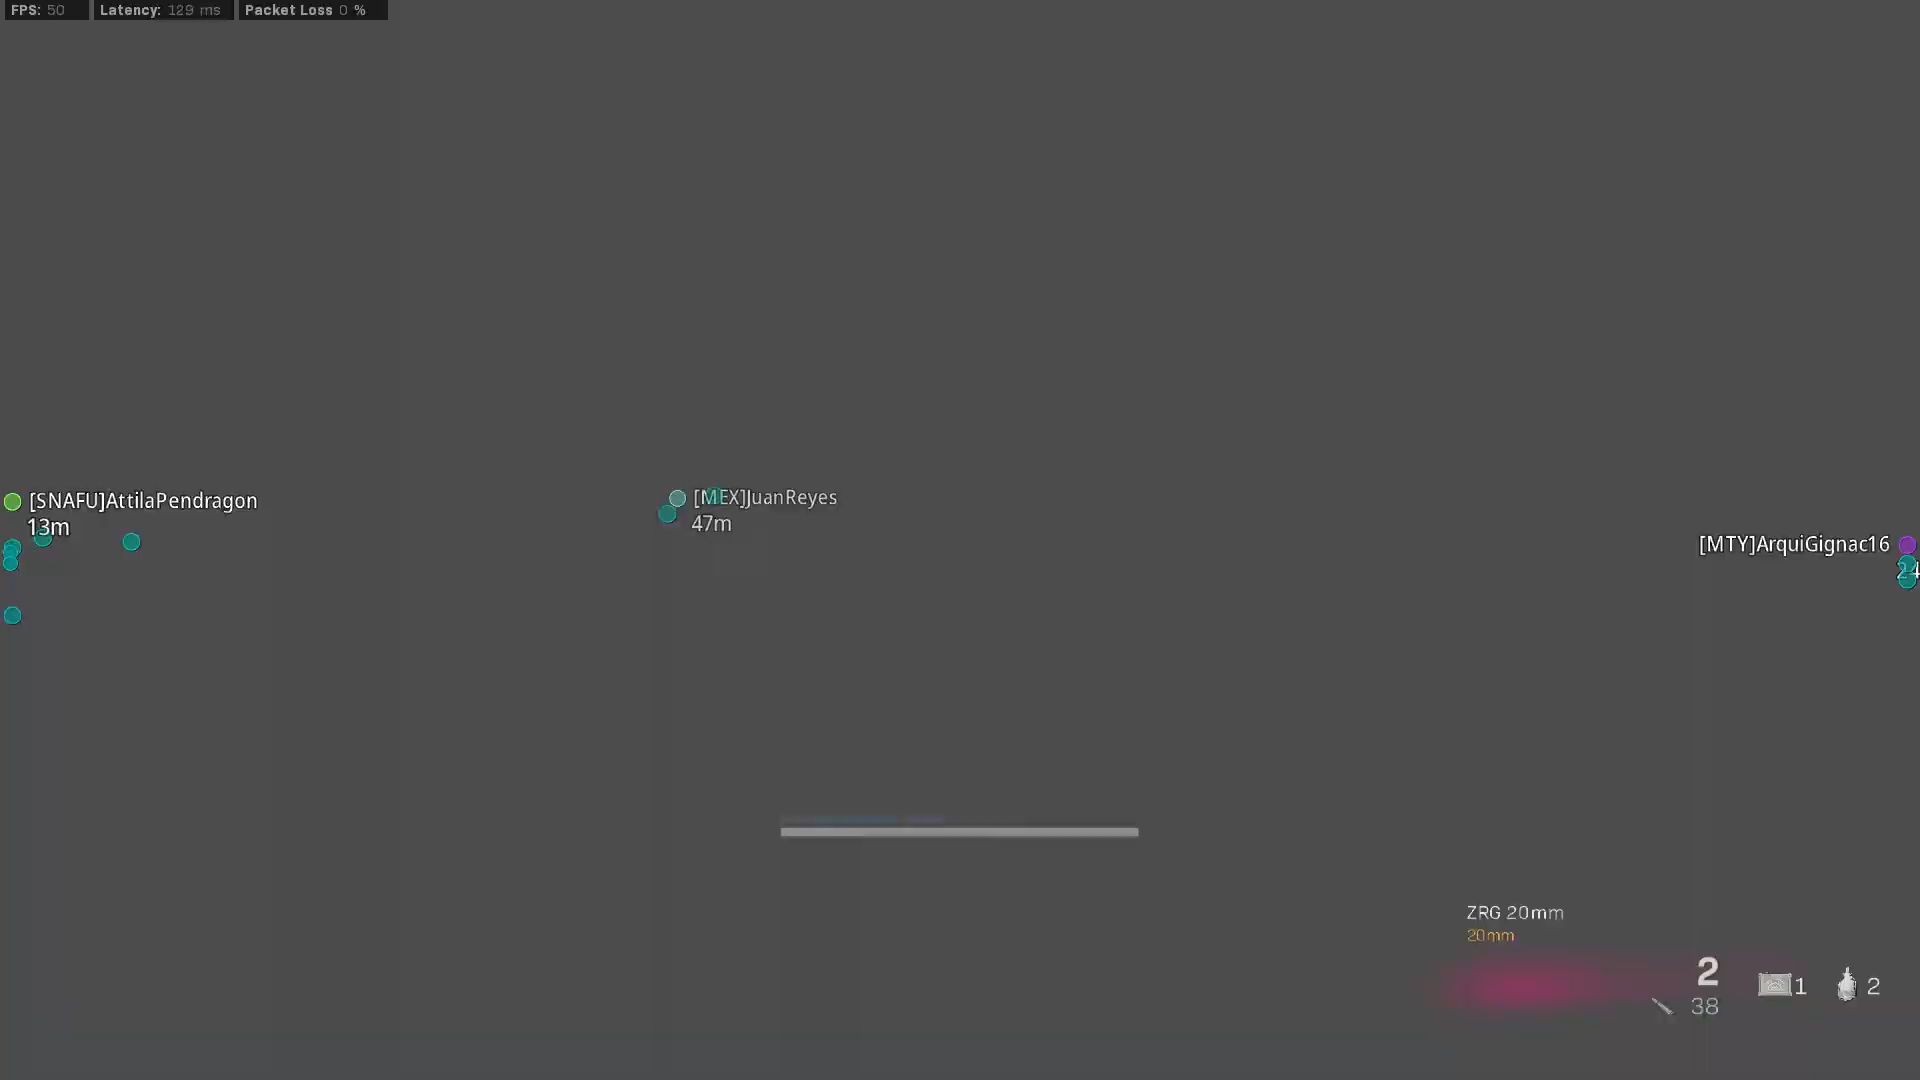 FPS: 50 Latency: 129 ms Packet Loss 0 %
[SNAFU]AttilaPendragon
13m
[MEX]JuanReyes
47m
[MTY]ArquiGignac16
24
ZRG 20mm
20mm
2
38
1
2